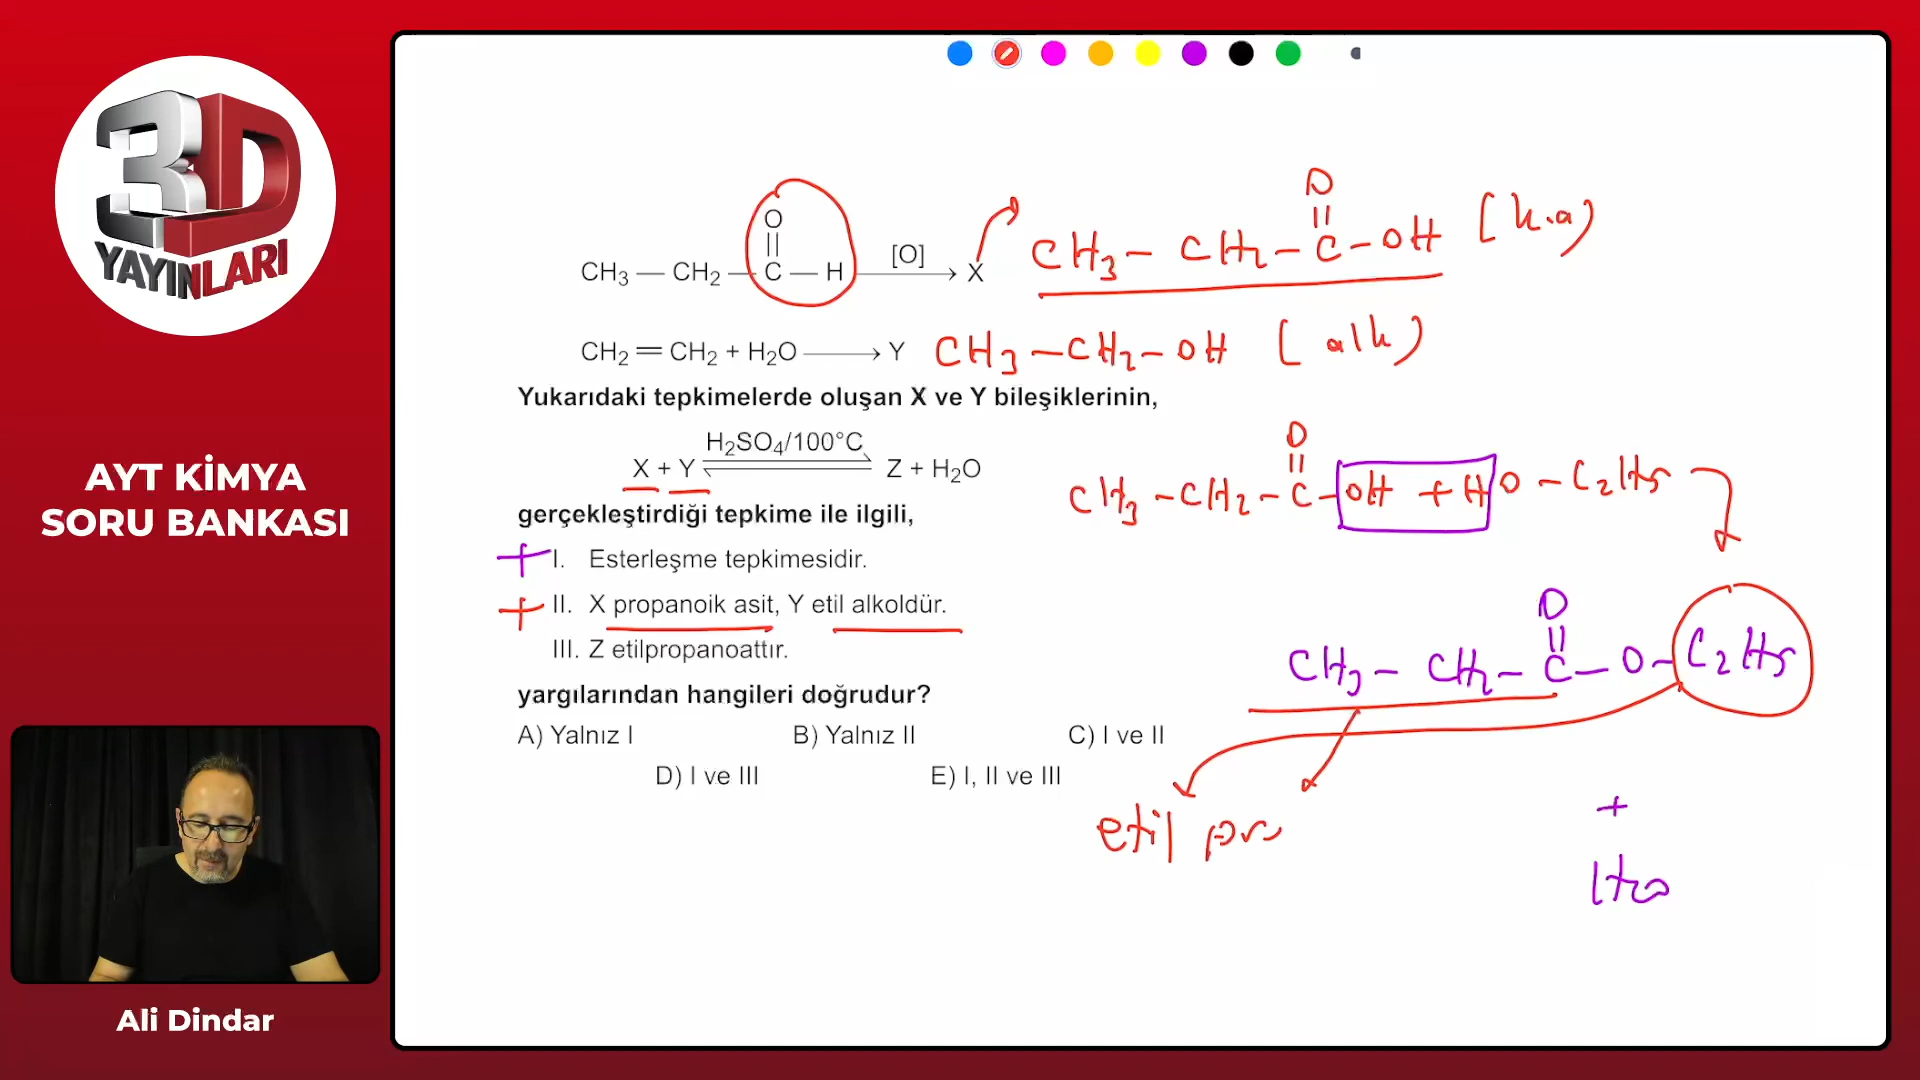 3D
YAYINLARI
AYT KİMYA
SORU BANKASI
Ali Dindar
O
||
CH3 — CH2 — C — H [O] → X
O
||
CH3 – CH2 – C – OH (k.a)
CH2 = CH2 + H2O → Y CH3 – CH2 – OH (alk)
Yukarıdaki tepkimelerde oluşan X ve Y bileşiklerinin,
H2SO4/100°C
X + Y ⇌ Z + H2O
O
||
CH3 – CH2 – C – OH + HO – C2H5
gerçekleştirdiği tepkime ile ilgili,
+ I. Esterleşme tepkimesidir.
+ II. X propanoik asit, Y etil alkoldür.
III. Z etilpropanoattır.
O
||
CH3 – CH2 – C – O – C2H5
yargılarından hangileri doğrudur?
A) Yalnız I B) Yalnız II C) I ve II
D) I ve III E) I, II ve III
etil pro
+
H2O